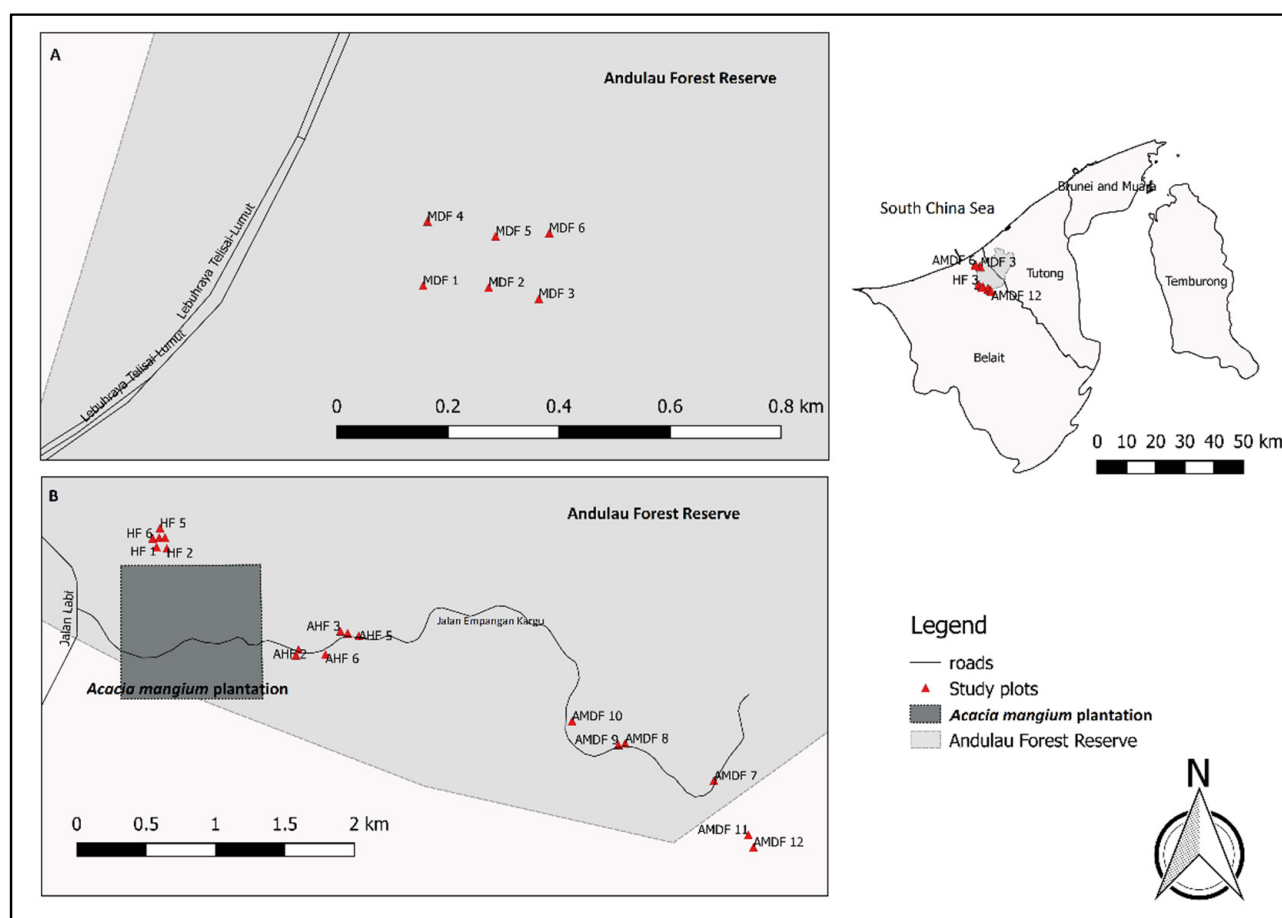 A
Andulau Forest Reserve
Lebuhraya Telisai-Lumut
Lebuhraya Telisai-Lumut
MDF 4
MDF 5
MDF 6
MDF 1
MDF 2
MDF 3
0 0.2 0.4 0.6 0.8 km
South China Sea
Brunei and Muara
Tutong
Temburong
Belait
AMDF 6
MDF 3
HF 3
AMDF 12
0 10 20 30 40 50 km
B
Andulau Forest Reserve
HF 5
HF 6
HF 1
HF 2
Jalan Labi
AHF 3
AHF 5
AHF 2
AHF 6
Jalan Empangan Kargu
Acacia mangium plantation
AMDF 10
AMDF 9
AMDF 8
AMDF 7
AMDF 11
AMDF 12
0 0.5 1 1.5 2 km
Legend
roads
Study plots
Acacia mangium plantation
Andulau Forest Reserve
N